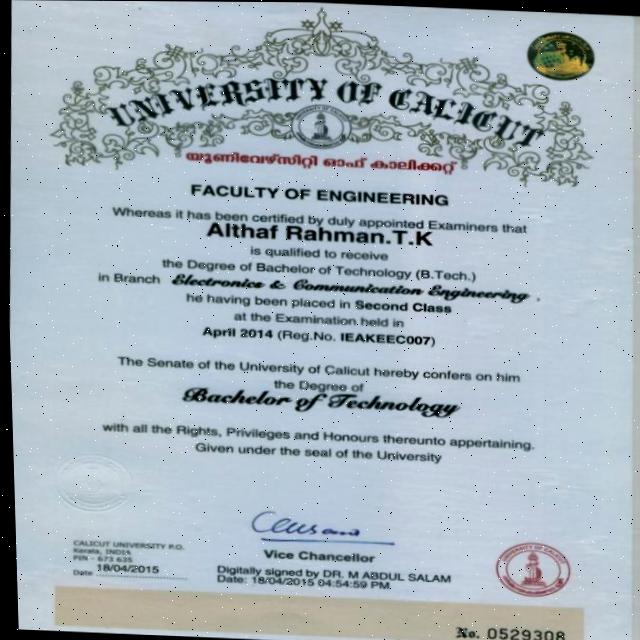 UNIVERSITY OF CALICUT
യൂണിവേഴ്സിറ്റി ഓഫ് കാലിക്കറ്റ്
FACULTY OF ENGINEERING
Whereas it has been certified by duly appointed Examiners that
Althaf Rahman.T.K
is qualified to receive
the Degree of Bachelor of Technology (B.Tech.)
in Branch Electronics & Communication Engineering .
he having been placed in Second Class
at the Examination held in
April 2014 (Reg.No. IEAKEEC007)
The Senate of the University of Calicut hereby confers on him
the Degree of
Bachelor of Technology
with all the Rights, Privileges and Honours thereunto appertaining.
Given under the seal of the University
Vice Chancellor
CALICUT UNIVERSITY P.O.
Kerala, INDIA
PIN - 673 635
Date 18/04/2015
Digitally signed by DR. M ABDUL SALAM
Date: 18/04/2015 04:54:59 PM.
UNIVERSITY OF CALICUT
No. 0529308